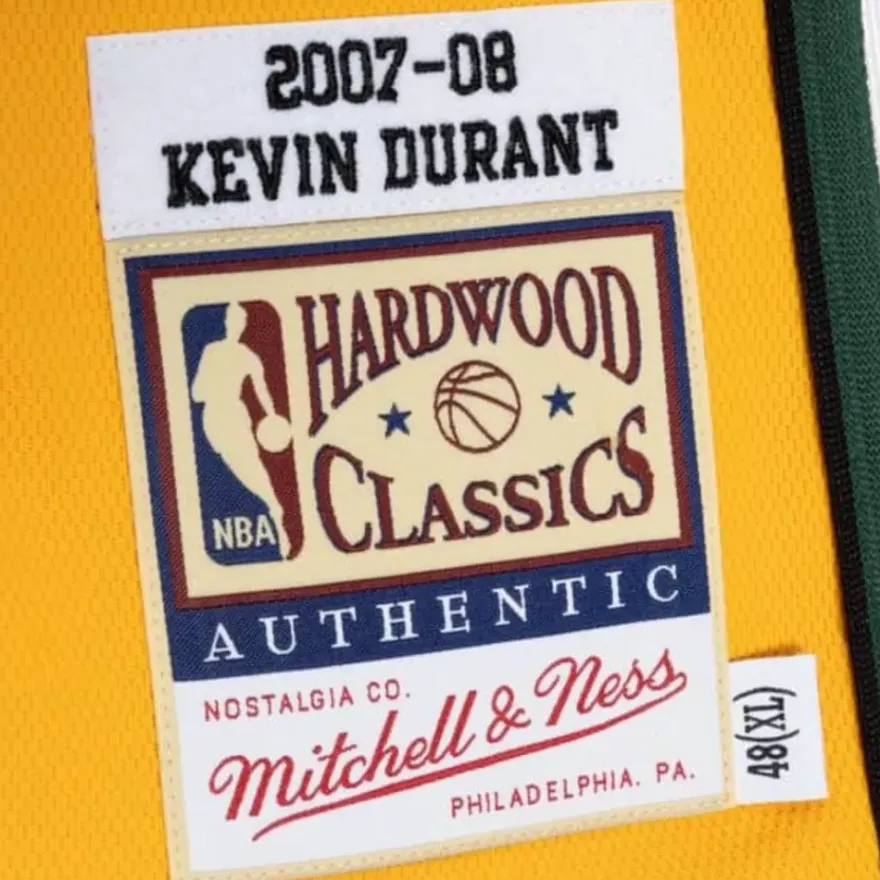 2007-08
KEVIN DURANT
HARDWOOD
CLASSICS
NBA
AUTHENTIC
NOSTALGIA CO.
Mitchell & Ness
PHILADELPHIA. PA.
48(XL)